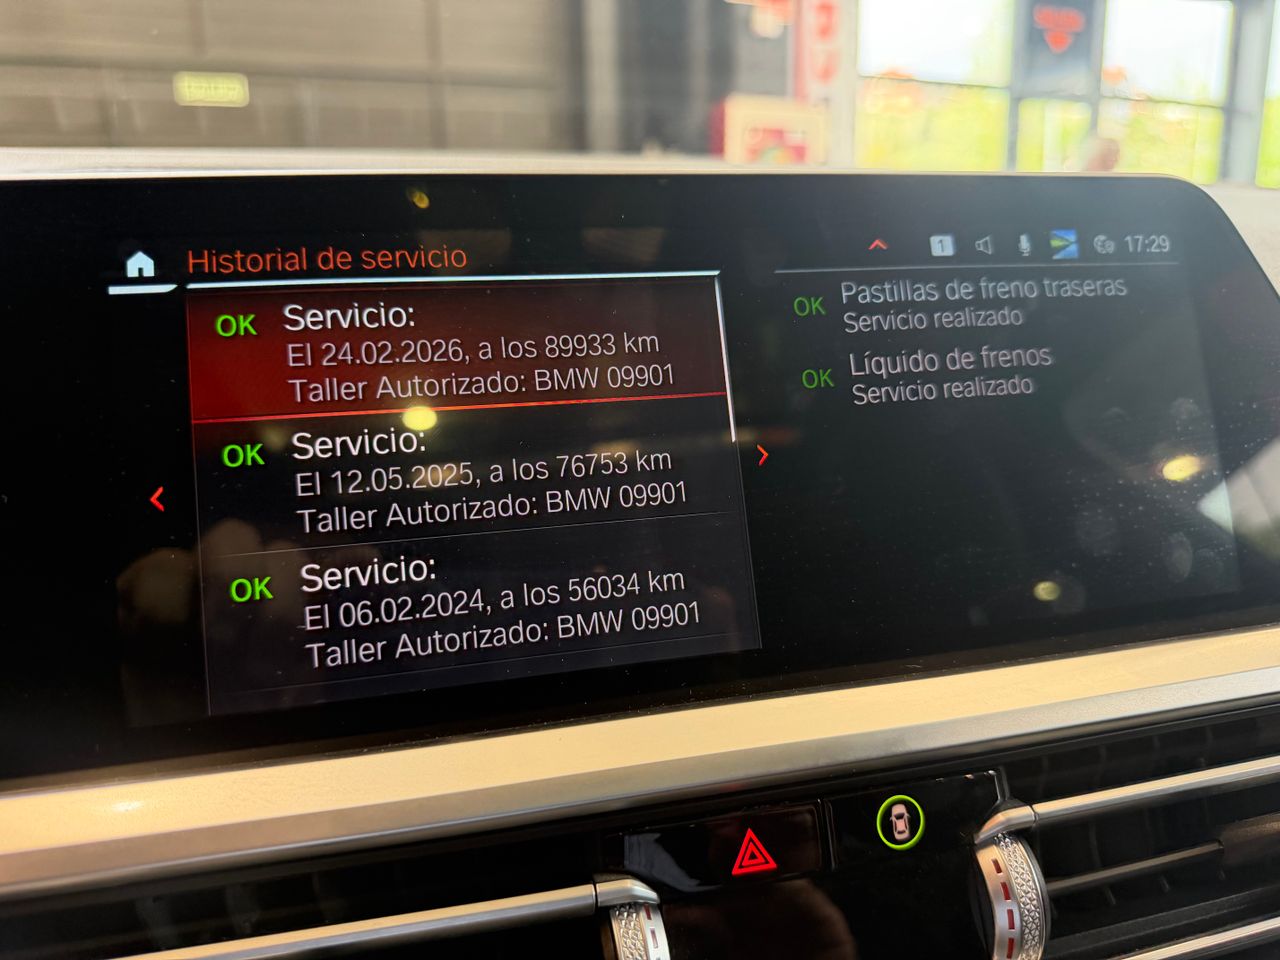 Historial de servicio
1
17:29
OK
Servicio:
El 24.02.2026, a los 89933 km
Taller Autorizado: BMW 09901
OK
Servicio:
El 12.05.2025, a los 76753 km
Taller Autorizado: BMW 09901
OK
Servicio:
El 06.02.2024, a los 56034 km
Taller Autorizado: BMW 09901
OK
Pastillas de freno traseras
Servicio realizado
OK
Líquido de frenos
Servicio realizado